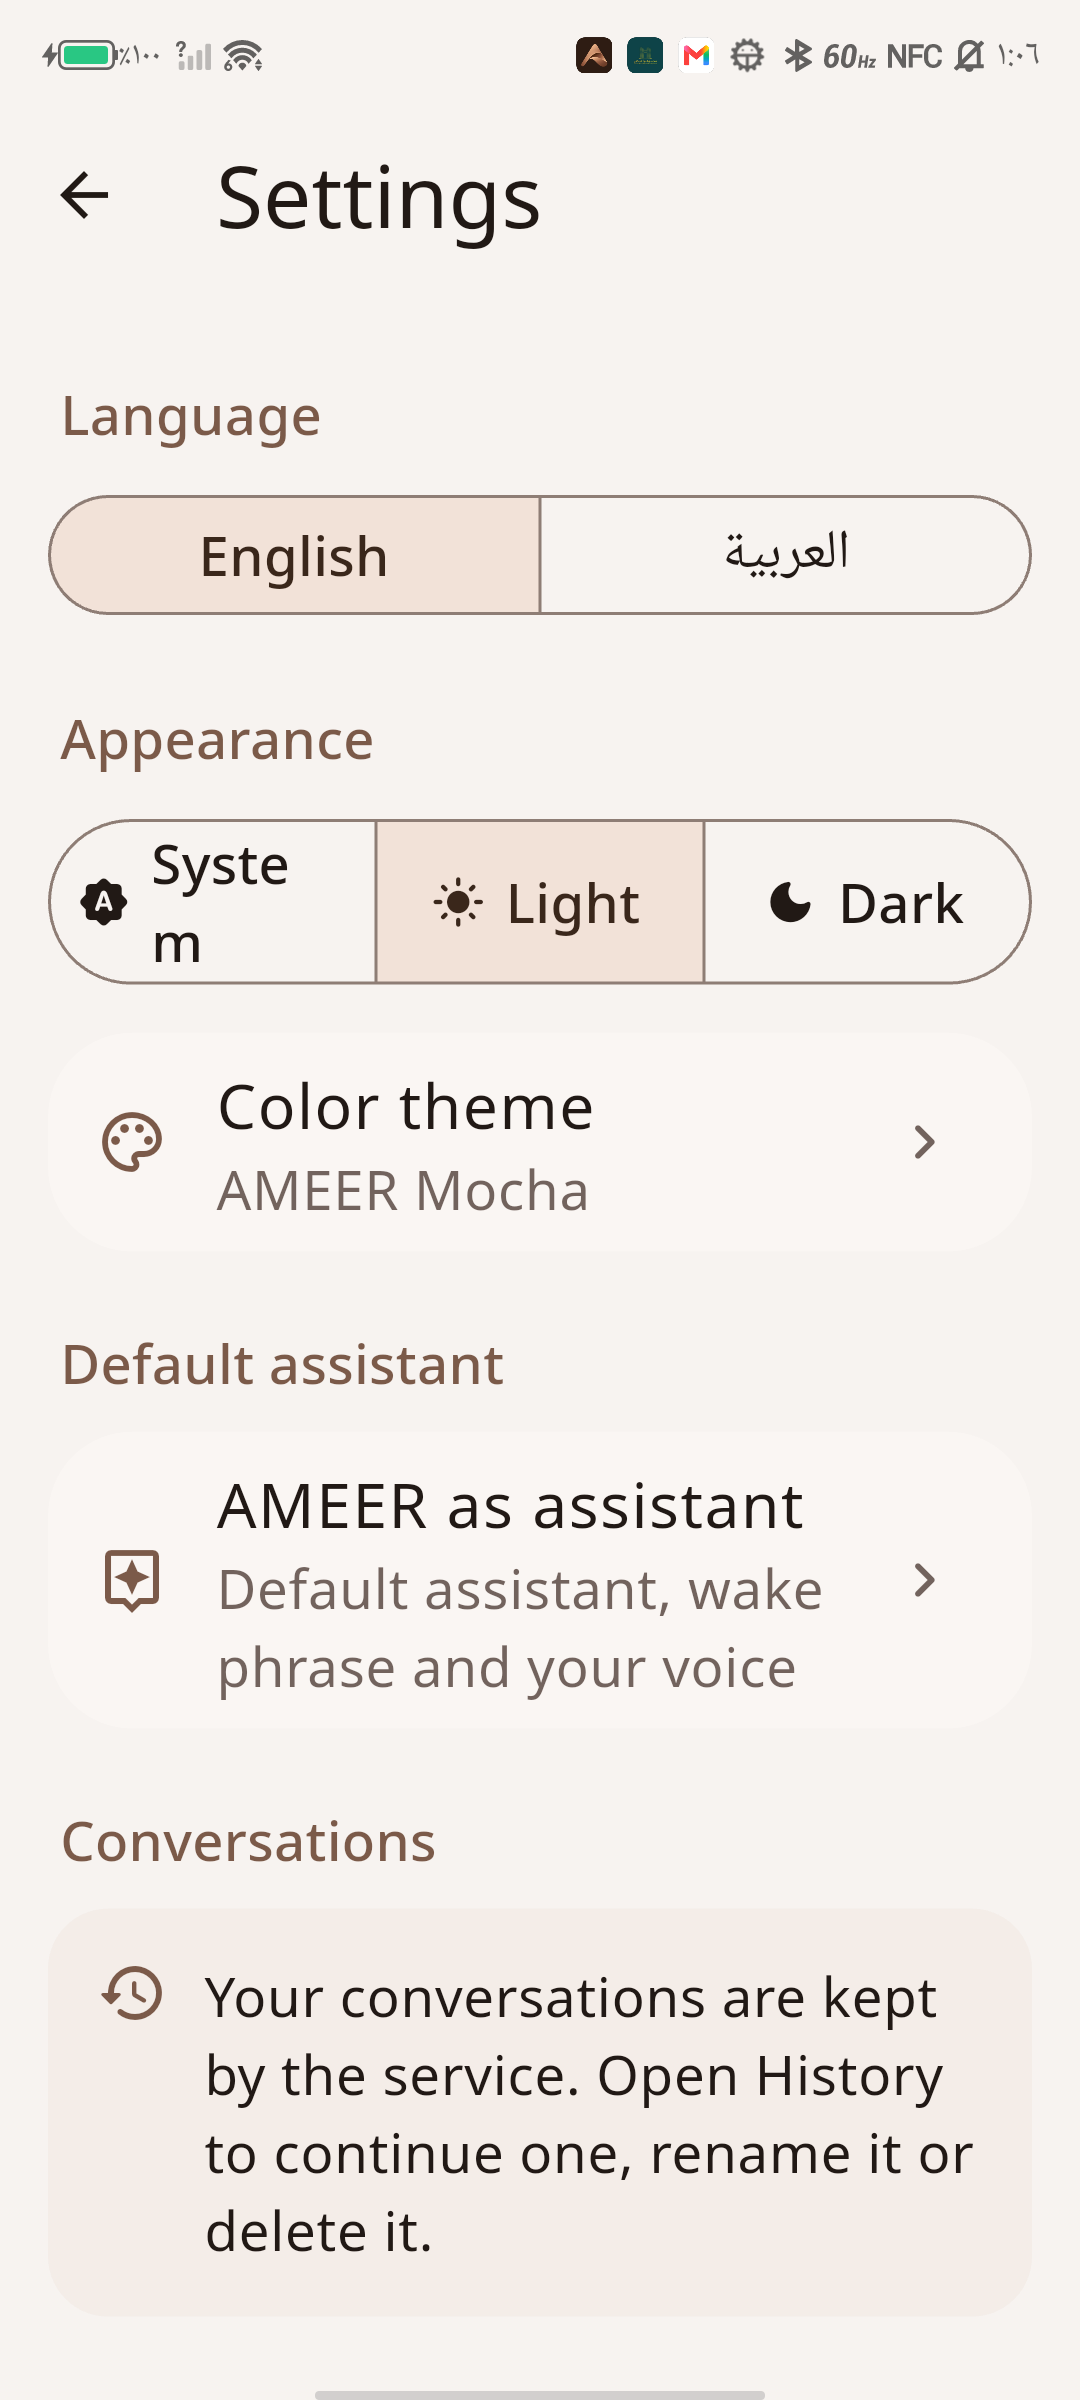 ٪١٠٠
60Hz NFC ١:٠٦
Settings
Language
English
العربية
Appearance
Syste
m
Light
Dark
Color theme
AMEER Mocha
Default assistant
AMEER as assistant
Default assistant, wake
phrase and your voice
Conversations
Your conversations are kept
by the service. Open History
to continue one, rename it or
delete it.